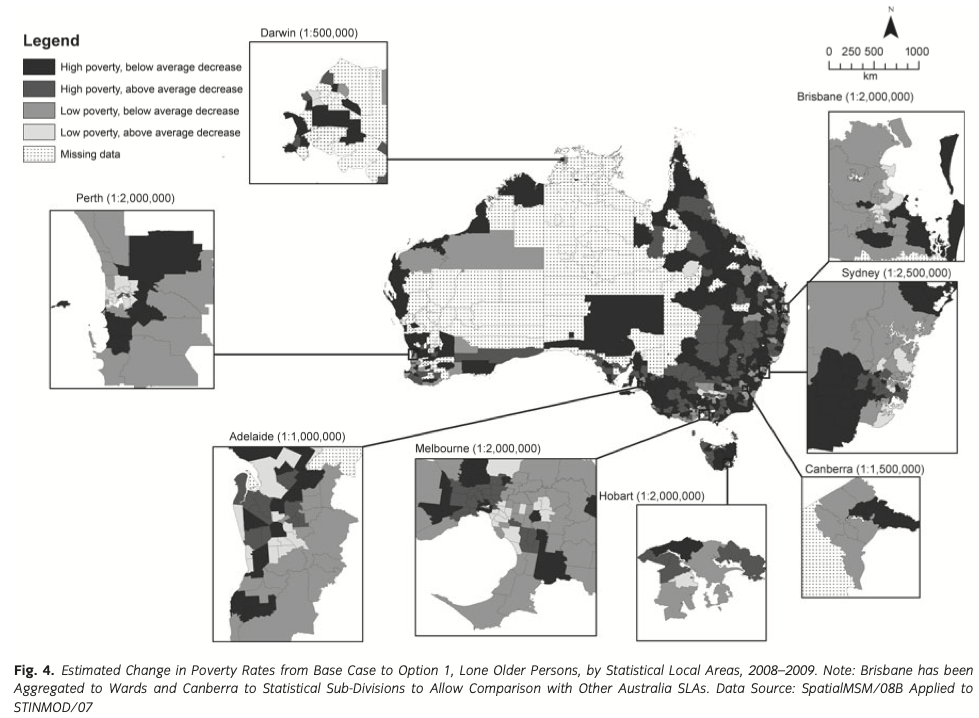 N
Darwin (1:500,000)
Legend
High poverty, below average decrease
High poverty, above average decrease
Low poverty, below average decrease
Low poverty, above average decrease
Missing data
0 250 500 1000
km
Brisbane (1:2,000,000)
Perth (1:2,000,000)
Sydney (1:2,500,000)
Adelaide (1:1,000,000)
Melbourne (1:2,000,000)
Canberra (1:1,500,000)
Hobart (1:2,000,000)
Fig. 4. Estimated Change in Poverty Rates from Base Case to Option 1, Lone Older Persons, by Statistical Local Areas, 2008–2009. Note: Brisbane has been
Aggregated to Wards and Canberra to Statistical Sub-Divisions to Allow Comparison with Other Australia SLAs. Data Source: SpatialMSM/08B Applied to
STINMOD/07